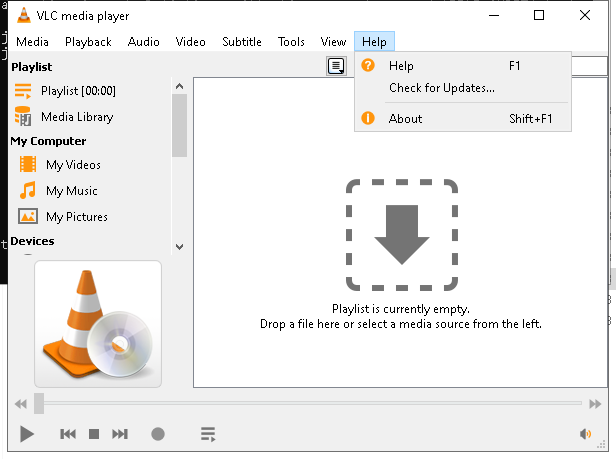 VLC media player
Media Playback Audio Video Subtitle Tools View Help
Playlist
Playlist [00:00]
Media Library
My Computer
My Videos
My Music
My Pictures
Devices
Help F1
Check for Updates...
About Shift+F1
Playlist is currently empty.
Drop a file here or select a media source from the left.